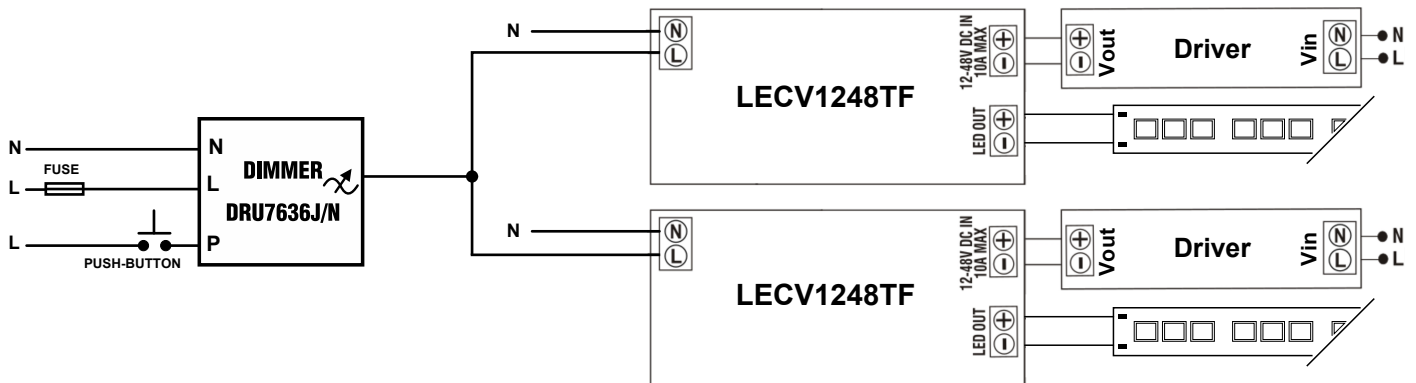 N
N
L
LECV1248TF
12-48V DC IN
10A MAX
+
−
LED OUT
+
−
+
−
Vout
Driver
Vin
N
L
N
L
N
FUSE
L
L
PUSH-BUTTON
N
L
P
DIMMER
DRU7636J/N
N
N
L
LECV1248TF
12-48V DC IN
10A MAX
+
−
LED OUT
+
−
+
−
Vout
Driver
Vin
N
L
N
L